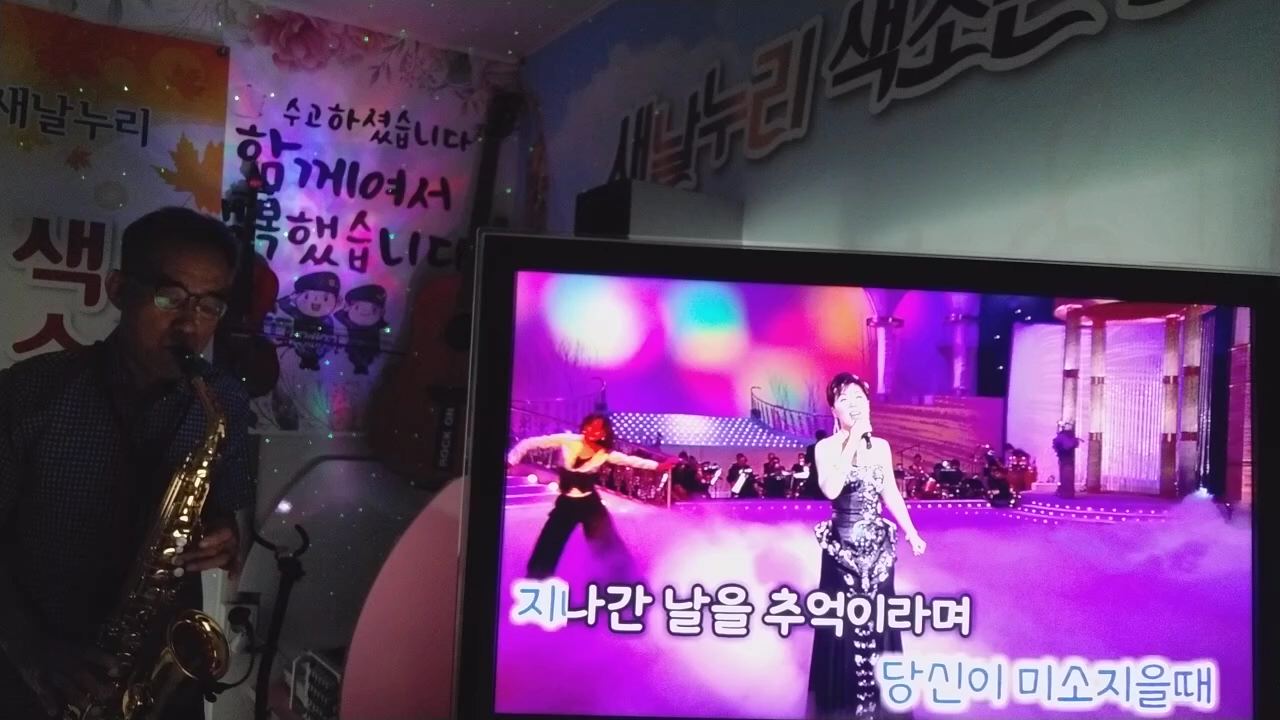 새날누리
색
수고하셨습니다
함께여서
행복했습니다
새날누리 색소폰
ROCK ON
지나간 날을 추억이라며
당신이 미소지을때